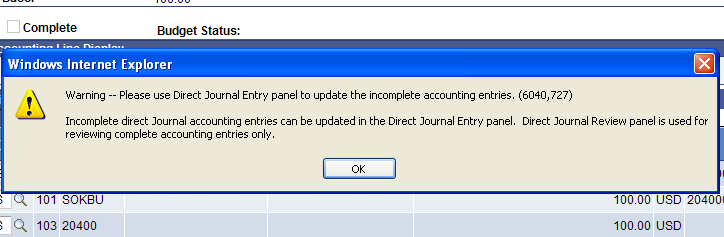 100.00
Complete
Budget Status:
Accounting Line Display
Windows Internet Explorer
Warning -- Please use Direct Journal Entry panel to update the incomplete accounting entries. (6040,727)
Incomplete direct Journal accounting entries can be updated in the Direct Journal Entry panel. Direct Journal Review panel is used for
reviewing complete accounting entries only.
OK
101 SOKBU 100.00 USD 20400
103 20400 100.00 USD